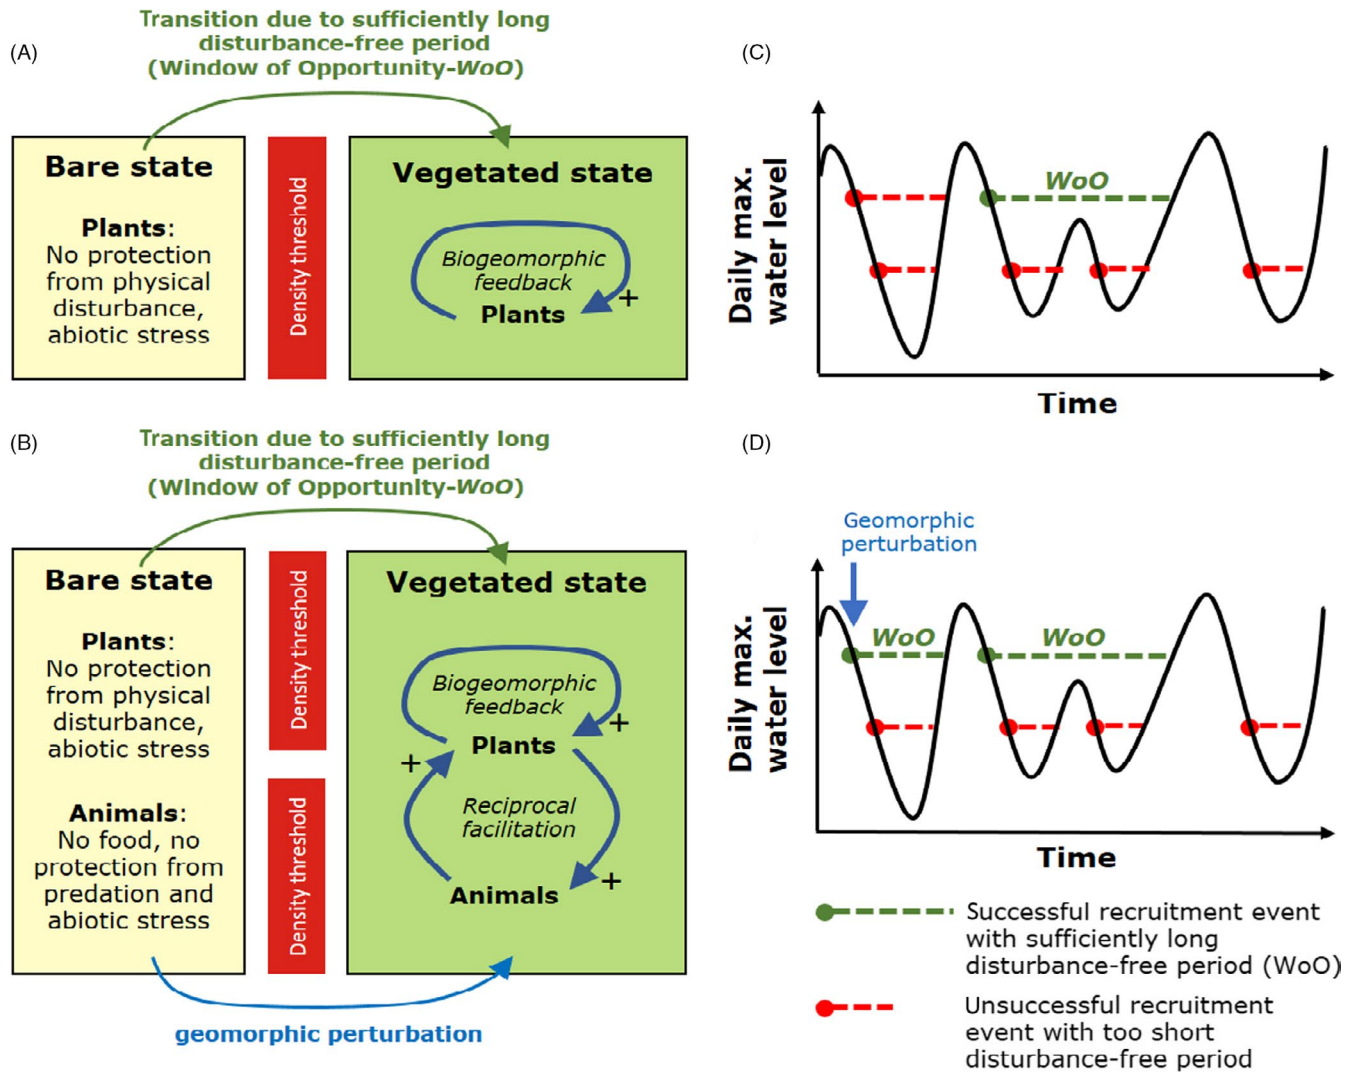 (A)
Transition due to sufficiently long
disturbance-free period
(Window of Opportunity-WoO)
Bare state
Plants:
No protection
from physical
disturbance,
abiotic stress
Density threshold
Vegetated state
Biogeomorphic
feedback
Plants
+
(B)
Transition due to sufficiently long
disturbance-free period
(Window of Opportunity-WoO)
Bare state
Plants:
No protection
from physical
disturbance,
abiotic stress
Animals:
No food, no
protection from
predation and
abiotic stress
Density threshold
Density threshold
Vegetated state
Biogeomorphic
feedback
+
Plants
+
Reciprocal
facilitation
Animals
+
geomorphic perturbation
(C)
Daily max.
water level
WoO
Time
(D)
Geomorphic
perturbation
Daily max.
water level
WoO
WoO
Time
Successful recruitment event
with sufficiently long
disturbance-free period (WoO)
Unsuccessful recruitment
event with too short
disturbance-free period